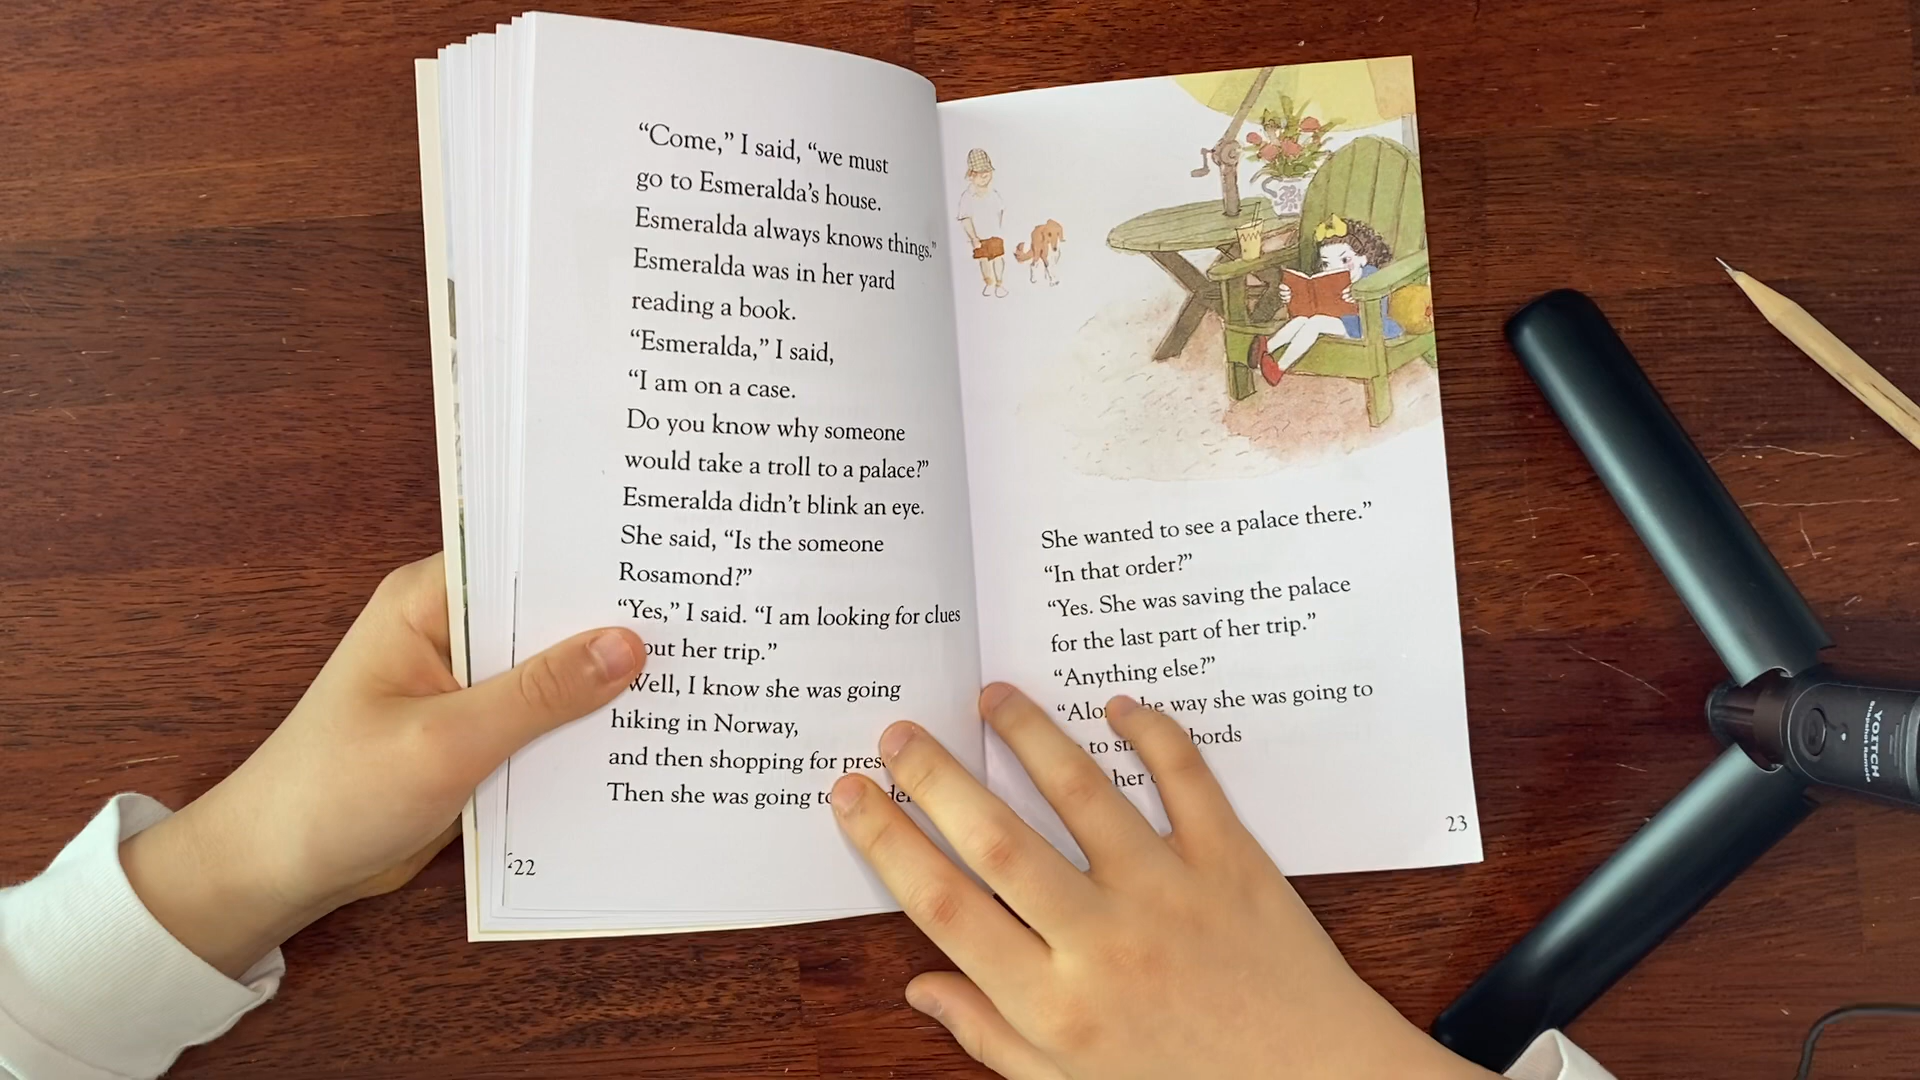 “Come,” I said, “we must
go to Esmeralda’s house.
Esmeralda always knows things.”
Esmeralda was in her yard
reading a book.
“Esmeralda,” I said,
“I am on a case.
Do you know why someone
would take a troll to a palace?”
Esmeralda didn’t blink an eye.
She said, “Is the someone
Rosamond?”
“Yes,” I said. “I am looking for clues
her trip.”
Well, I know she was going
hiking in Norway,
and then shopping for
Then she was going
22
She wanted to see a palace there.”
“In that order?”
“Yes. She was saving the palace
for the last part of her trip.”
“Anything else?”
way she was going to
to
her
23
YOITCH
Snapshot Remote